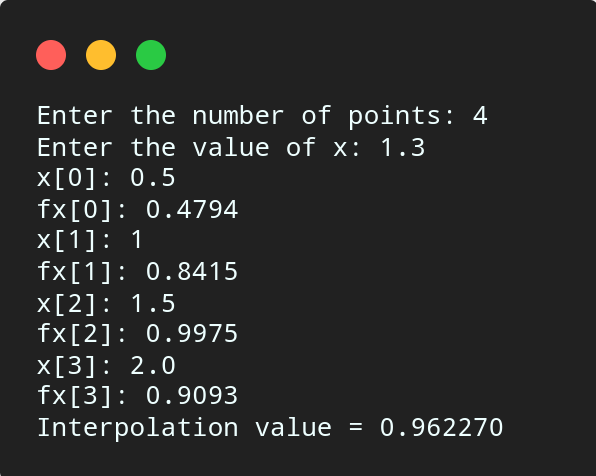 Enter the number of points: 4
Enter the value of x: 1.3
x[0]: 0.5
fx[0]: 0.4794
x[1]: 1
fx[1]: 0.8415
x[2]: 1.5
fx[2]: 0.9975
x[3]: 2.0
fx[3]: 0.9093
Interpolation value = 0.962270